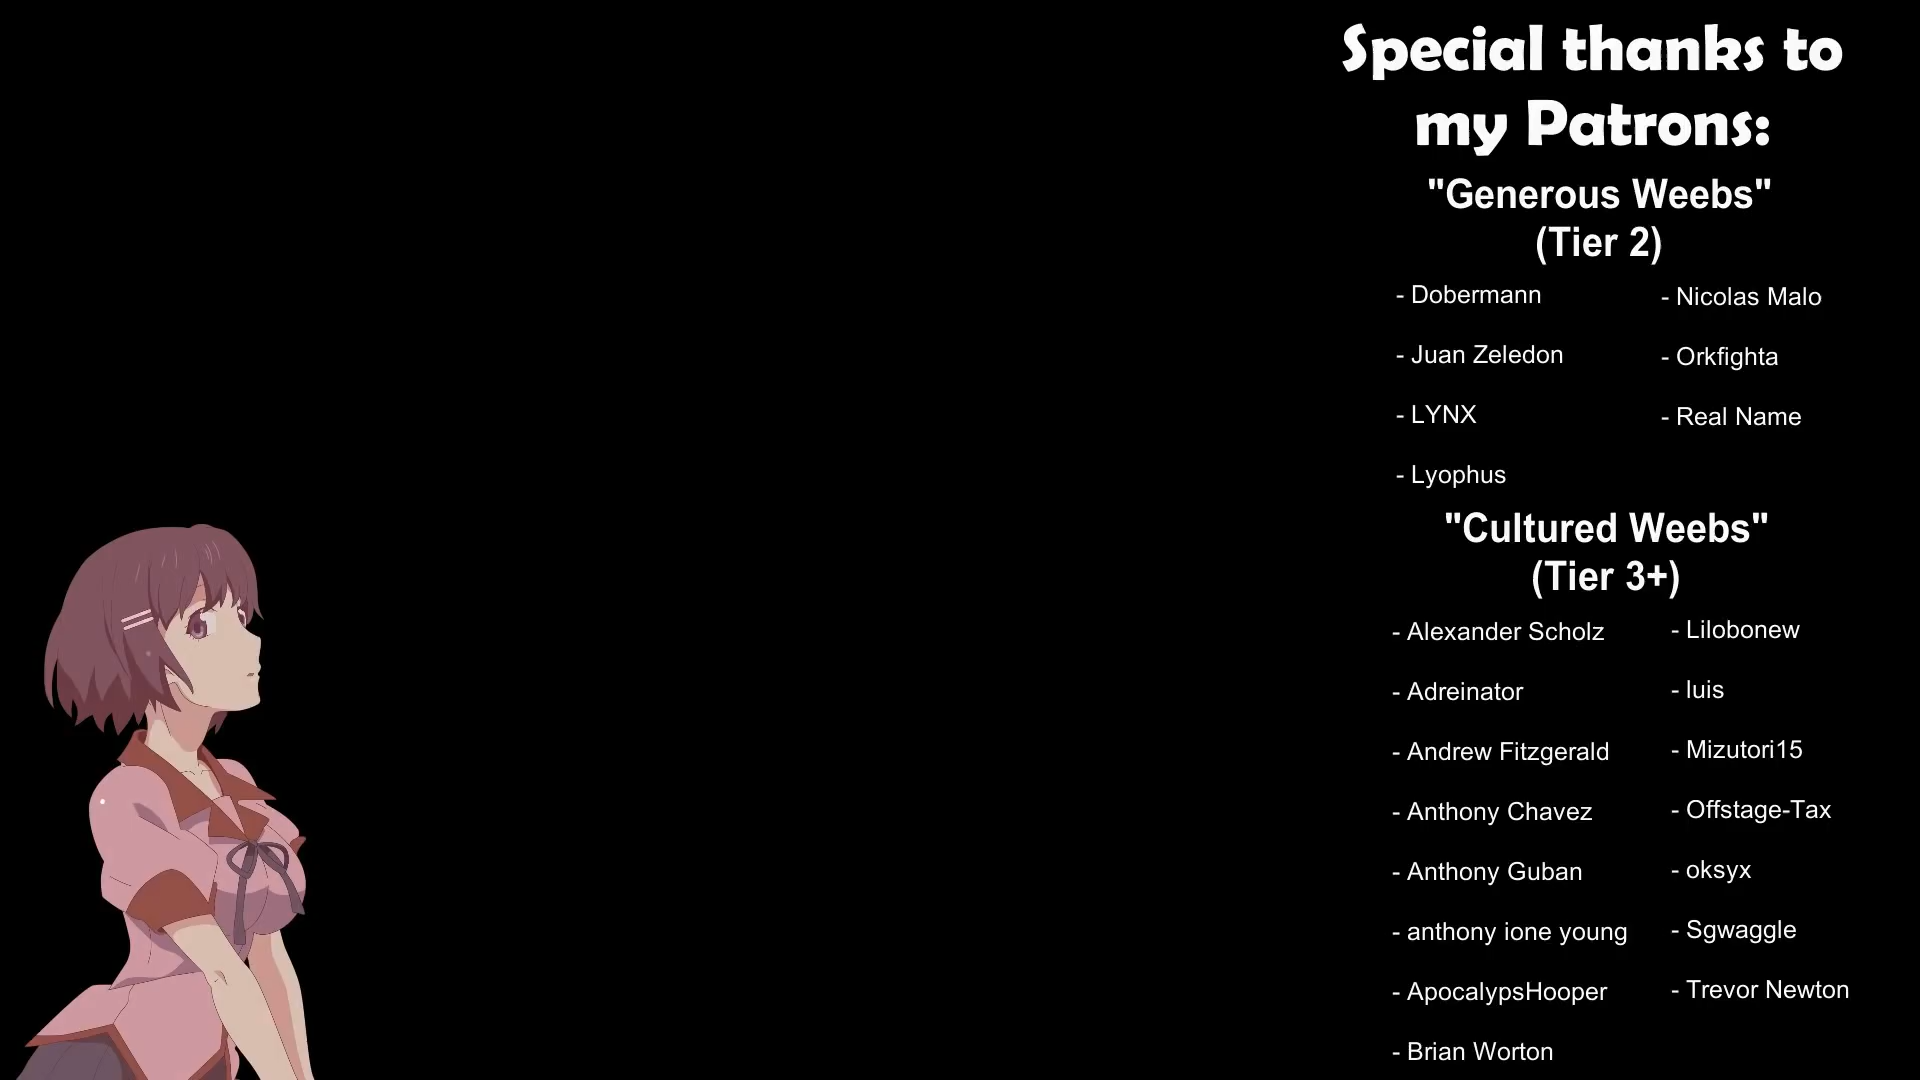 Special thanks to
my Patrons:
"Generous Weebs"
(Tier 2)
- Dobermann
- Juan Zeledon
- LYNX
- Lyophus
- Nicolas Malo
- Orkfighta
- Real Name
"Cultured Weebs"
(Tier 3+)
- Alexander Scholz
- Adreinator
- Andrew Fitzgerald
- Anthony Chavez
- Anthony Guban
- anthony ione young
- ApocalypsHooper
- Brian Worton
- Lilobonew
- luis
- Mizutori15
- Offstage-Tax
- oksyx
- Sgwaggle
- Trevor Newton